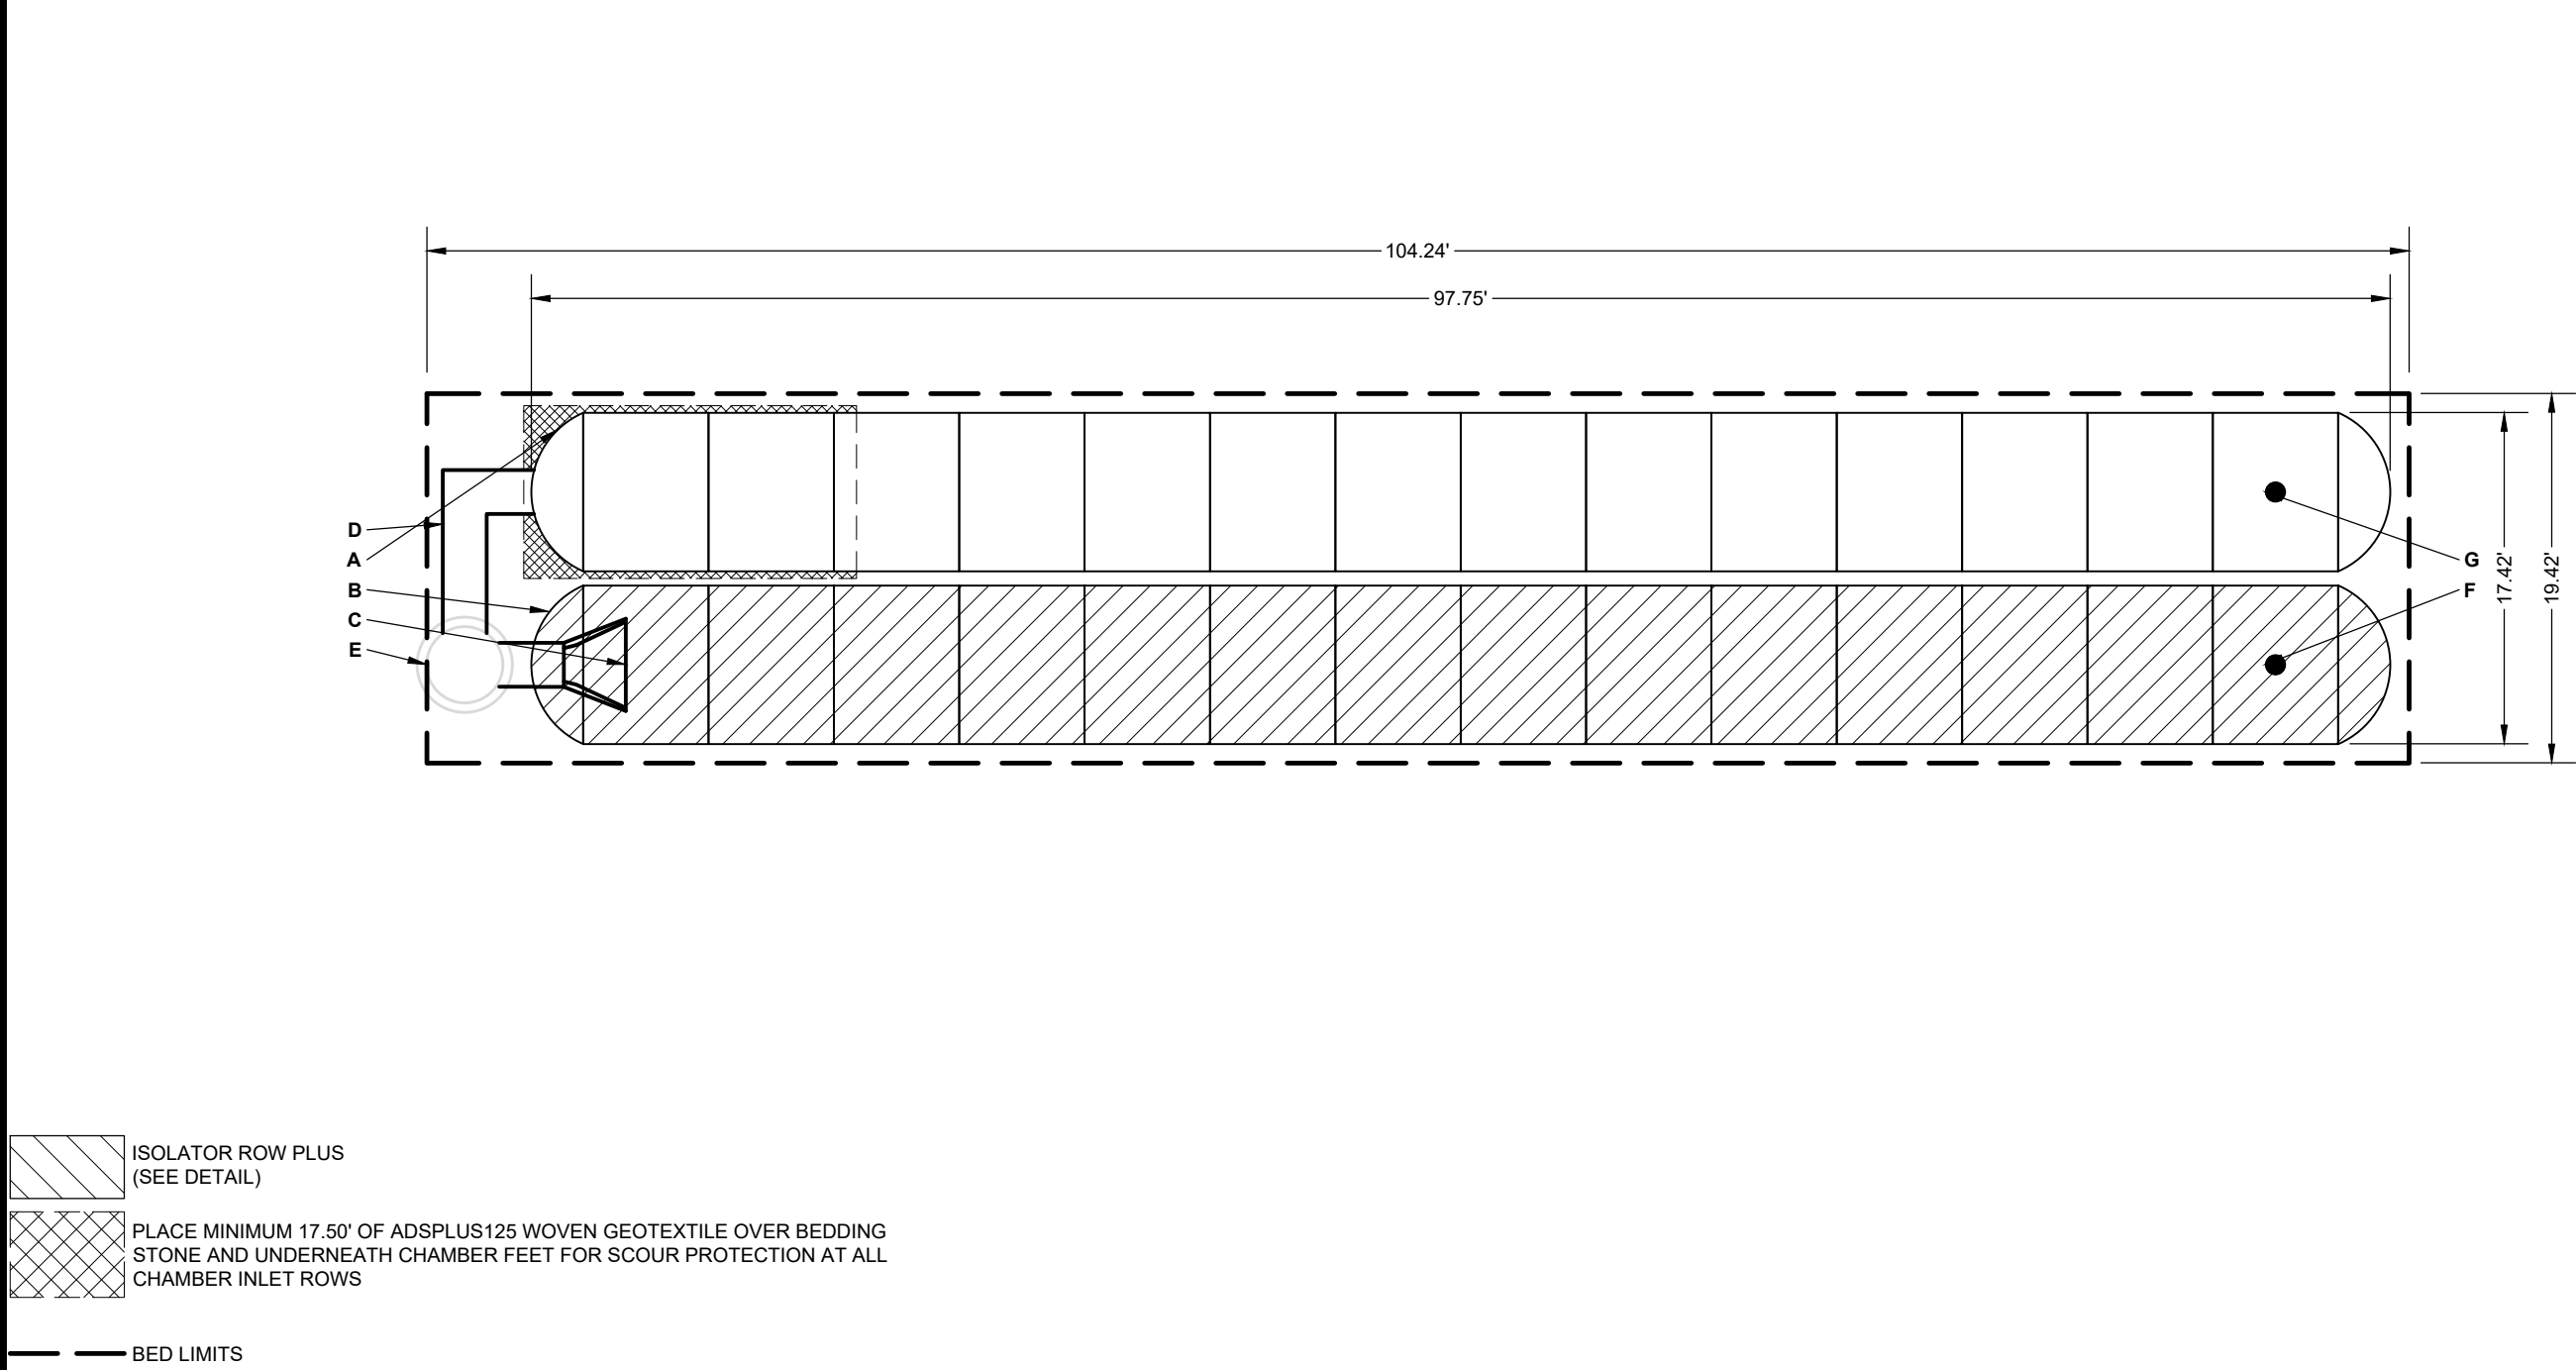 104.24'
97.75'
D
A
B
C
E
G
F
17.42'
19.42'
ISOLATOR ROW PLUS
(SEE DETAIL)
PLACE MINIMUM 17.50' OF ADSPLUS125 WOVEN GEOTEXTILE OVER BEDDING
STONE AND UNDERNEATH CHAMBER FEET FOR SCOUR PROTECTION AT ALL
CHAMBER INLET ROWS
BED LIMITS